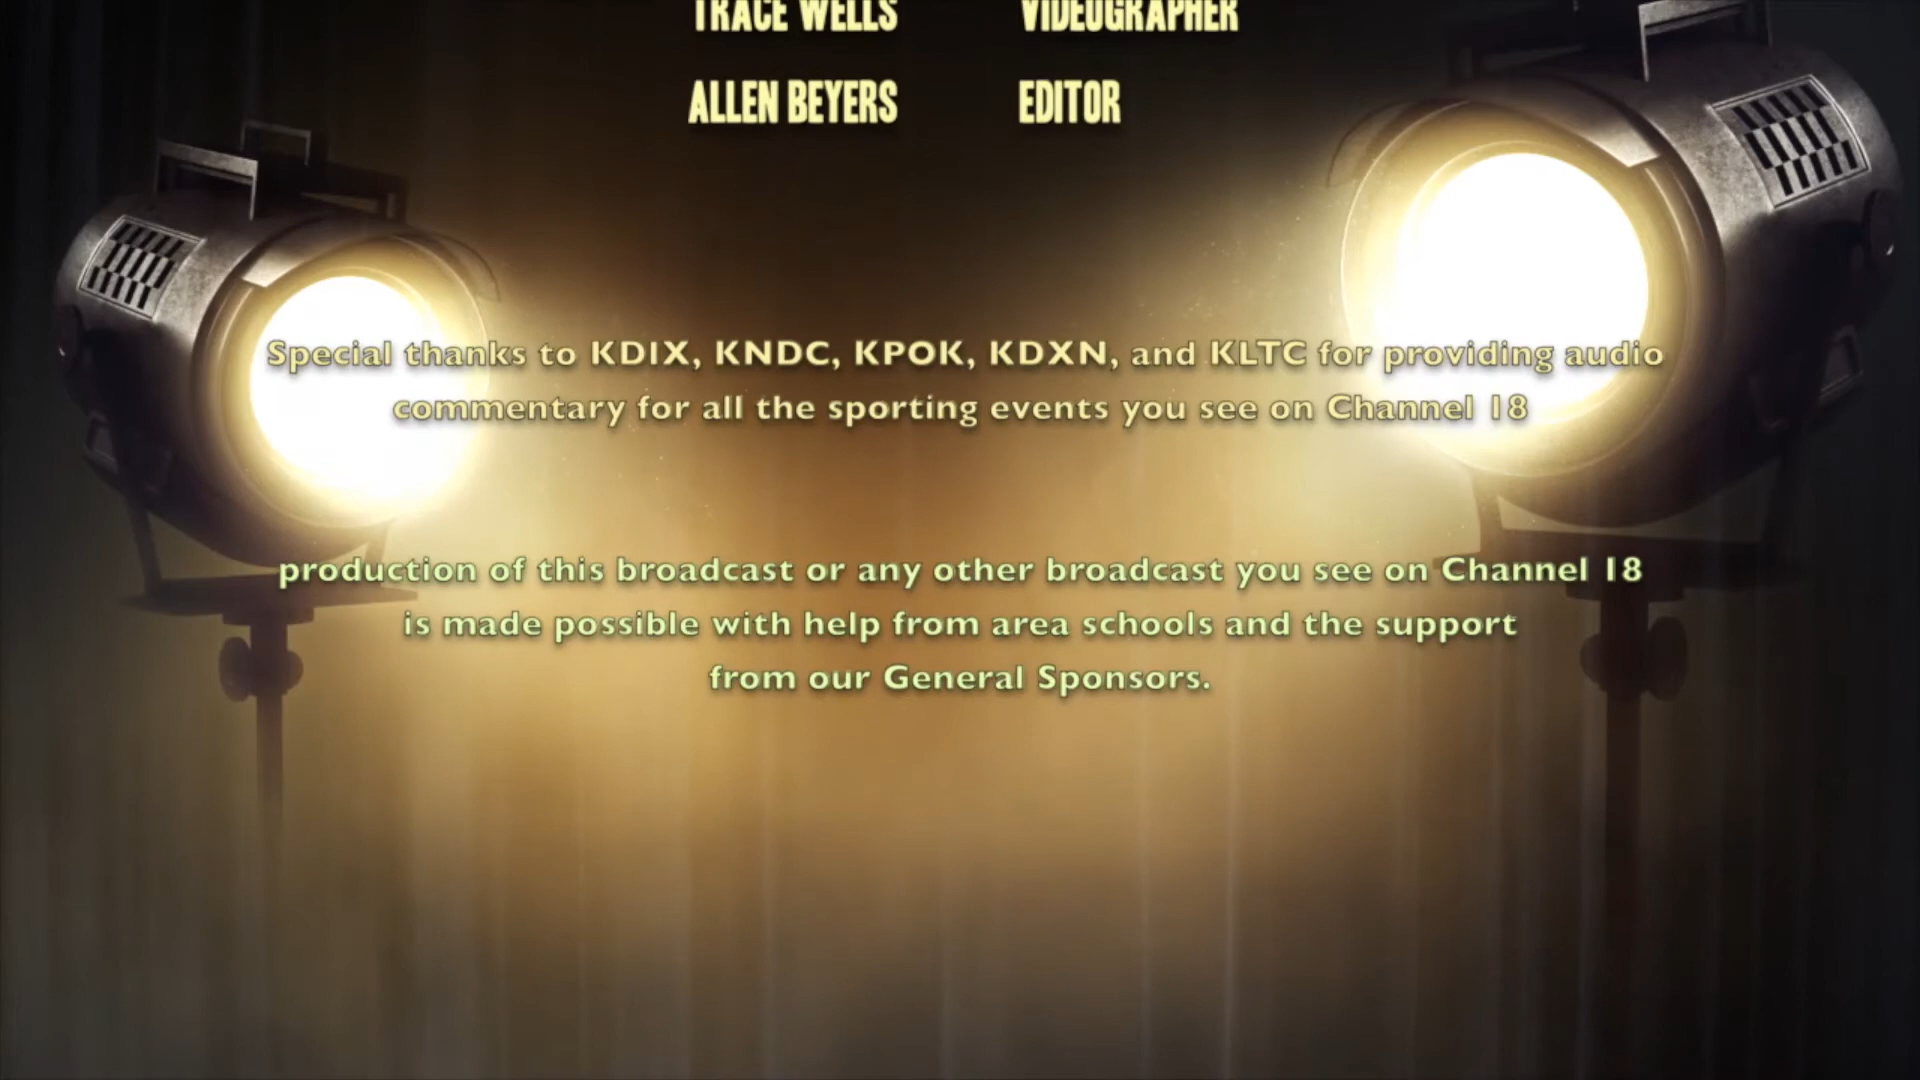 TRACE WELLS VIDEOGRAPHER
ALLEN BEYERS EDITOR
Special thanks to KDIX, KNDC, KPOK, KDXN, and KLTC for providing audio
commentary for all the sporting events you see on Channel 18
production of this broadcast or any other broadcast you see on Channel 18
is made possible with help from area schools and the support
from our General Sponsors.